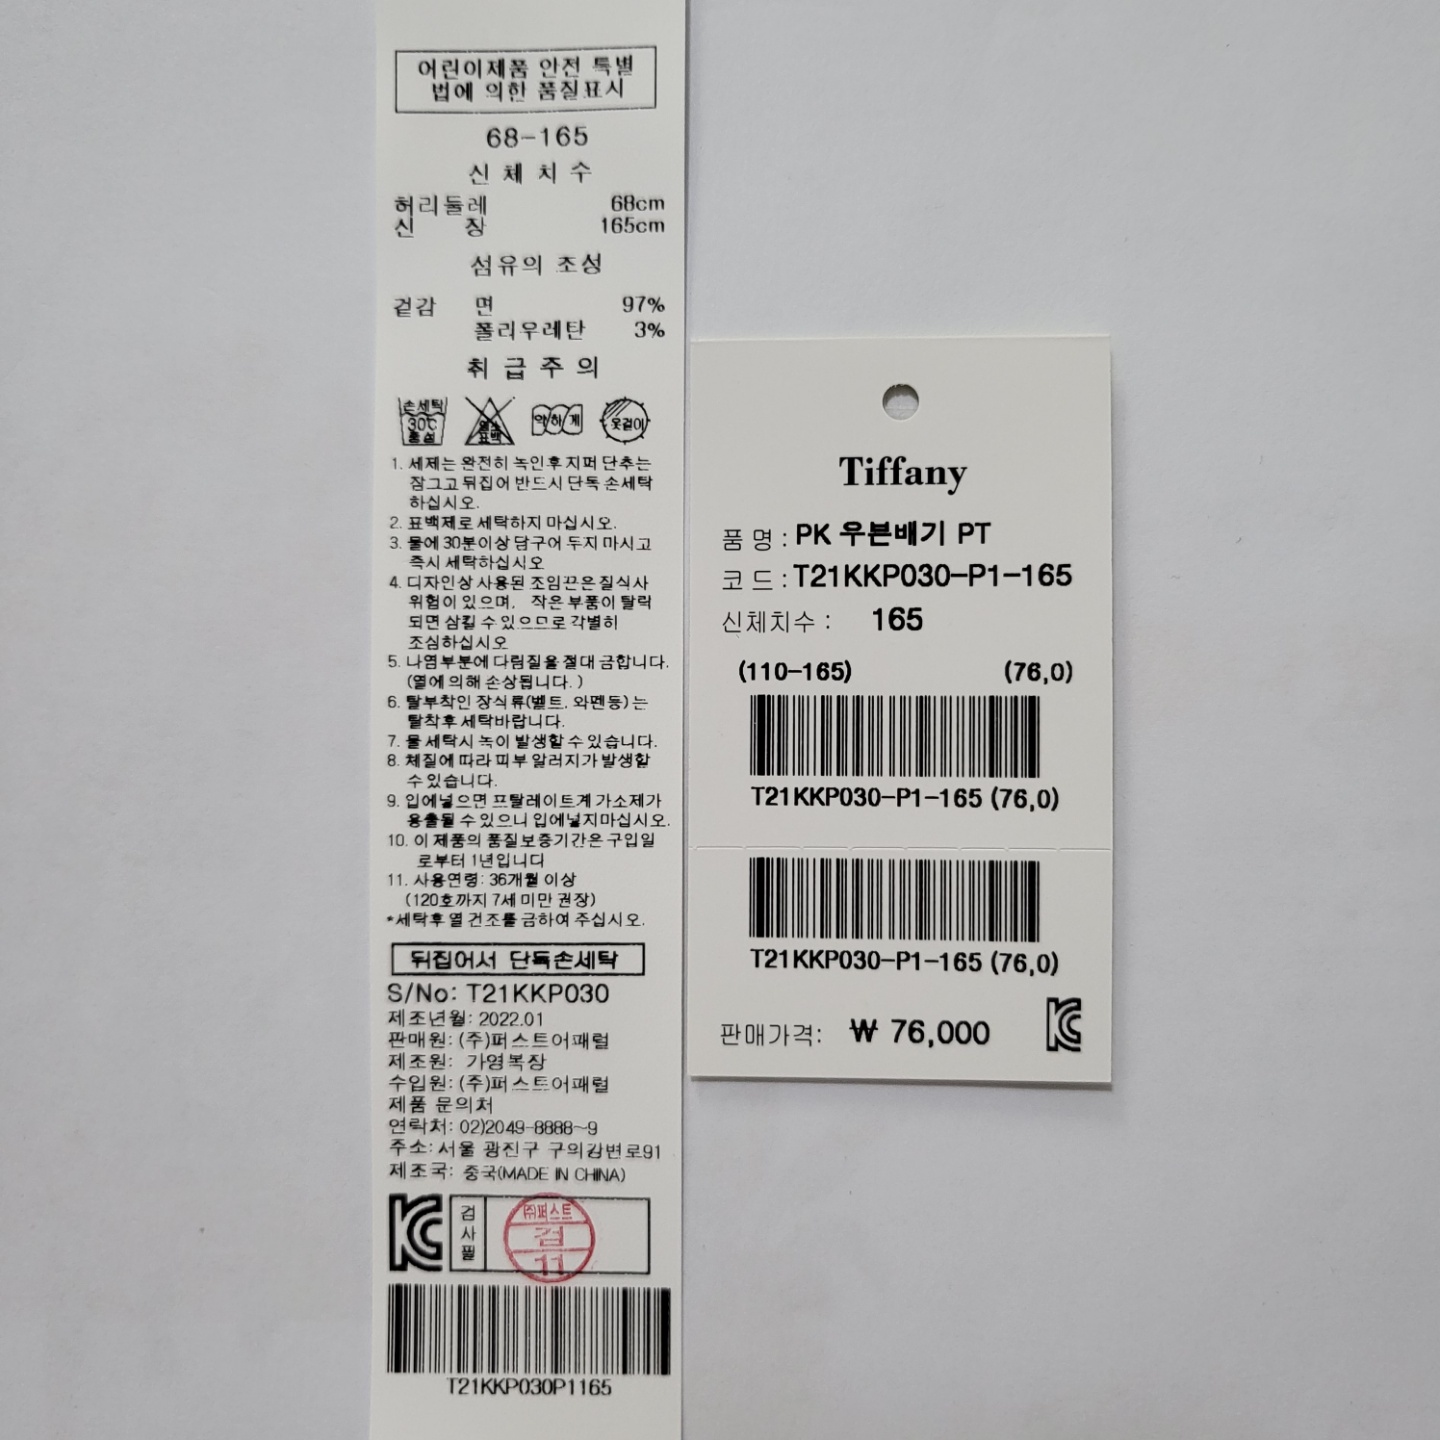 어린이제품 안전 특별
법에 의한 품질표시
68-165
신 체 치 수
허리둘레 68cm
신 장 165cm
섬유의 조성
겉감 면 97%
폴리우레탄 3%
취 급 주 의
손세탁
30℃
중성
염소
표백
약하게
옷걸이
1. 세제는 완전히 녹인후 지퍼 단추는
잠그고 뒤집어 반드시 단독 손세탁
하십시오.
2. 표백제로 세탁하지 마십시오.
3. 물에 30분이상 담구어 두지 마시고
즉시 세탁하십시오
4. 디자인상 사용된 조임끈은 질식사
위험이 있으며, 작은 부품이 탈락
되면 삼킬 수 있으므로 각별히
조심하십시오
5. 나염부분에 다림질을 절대 금합니다.
(열에 의해 손상됩니다.)
6. 탈부착인 장식류(벨트, 와펜등)는
탈착후 세탁바랍니다.
7. 물 세탁시 녹이 발생할 수 있습니다.
8. 체질에 따라 피부 알러지가 발생할
수 있습니다.
9. 입에넣으면 프탈레이트계 가소제가
용출될 수 있으니 입에넣지마십시오.
10. 이 제품의 품질보증기간은 구입일
로부터 1년입니다
11. 사용연령: 36개월 이상
(120호까지 7세 미만 권장)
*세탁후 열 건조를 금하여 주십시오.
뒤집어서 단독손세탁
S/No: T21KKP030
제조년월: 2022.01
판매원: (주)퍼스트어패럴
제조원: 가영복장
수입원: (주)퍼스트어패럴
제품 문의처
연락처: 02)2049-8888~9
주소: 서울 광진구 구의강변로91
제조국: 중국(MADE IN CHINA)
KC
검사필
㈜퍼스트
검
11
T21KKP030P1165
Tiffany
품 명 : PK 우븐배기 PT
코 드 : T21KKP030-P1-165
신체치수 : 165
(110-165) (76,0)
T21KKP030-P1-165 (76,0)
T21KKP030-P1-165 (76,0)
판매가격: ₩ 76,000
KC